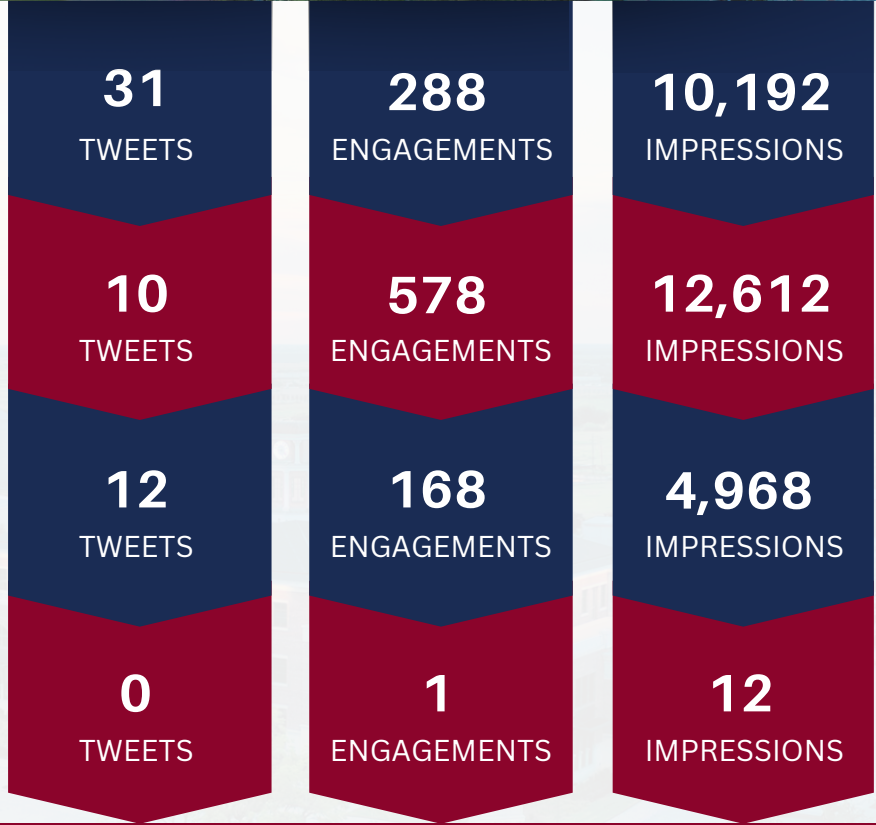 31 288 10,192
TWEETS ENGAGEMENTS IMPRESSIONS
10 578 12,612
TWEETS ENGAGEMENTS IMPRESSIONS
12 168 4,968
TWEETS ENGAGEMENTS IMPRESSIONS
0 1 12
TWEETS ENGAGEMENTS IMPRESSIONS